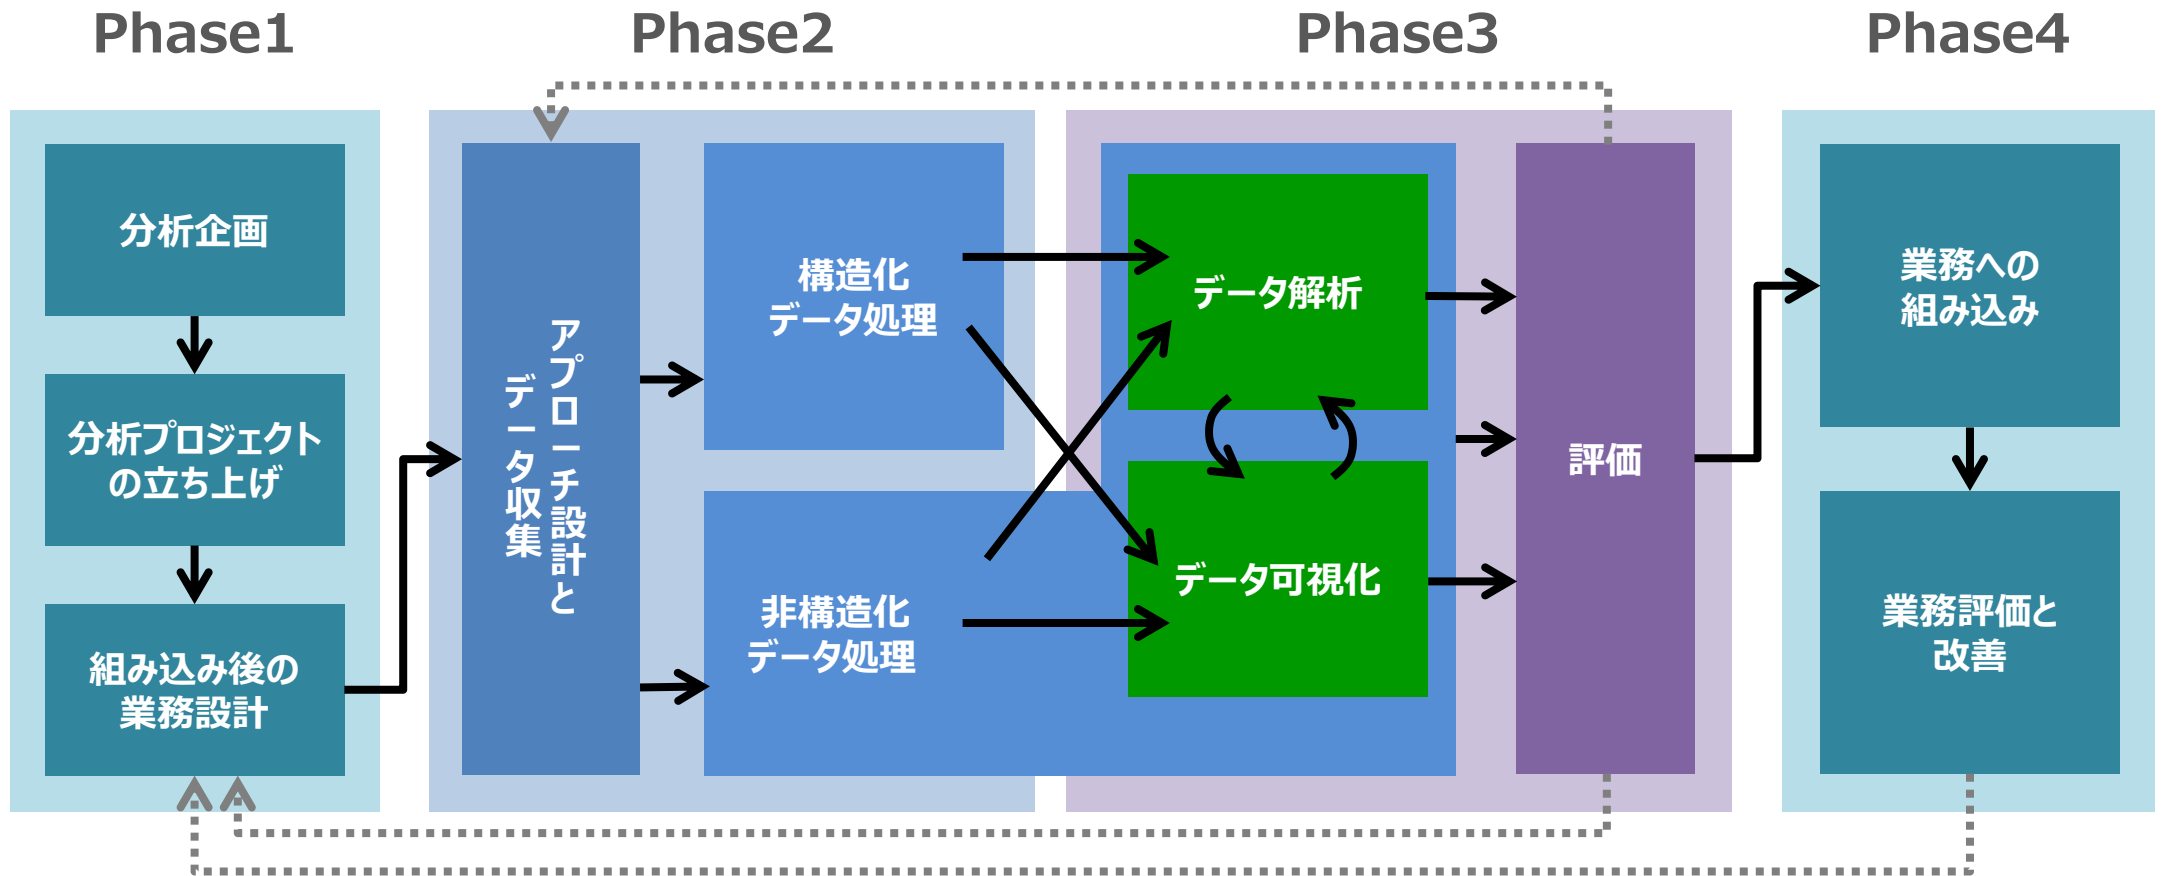 Phase1
Phase2
Phase3
Phase4
分析企画
分析プロジェクト
の立ち上げ
組み込み後の
業務設計
アプローチ設計と
データ収集
構造化
データ処理
非構造化
データ処理
データ解析
データ可視化
評価
業務への
組み込み
業務評価と
改善